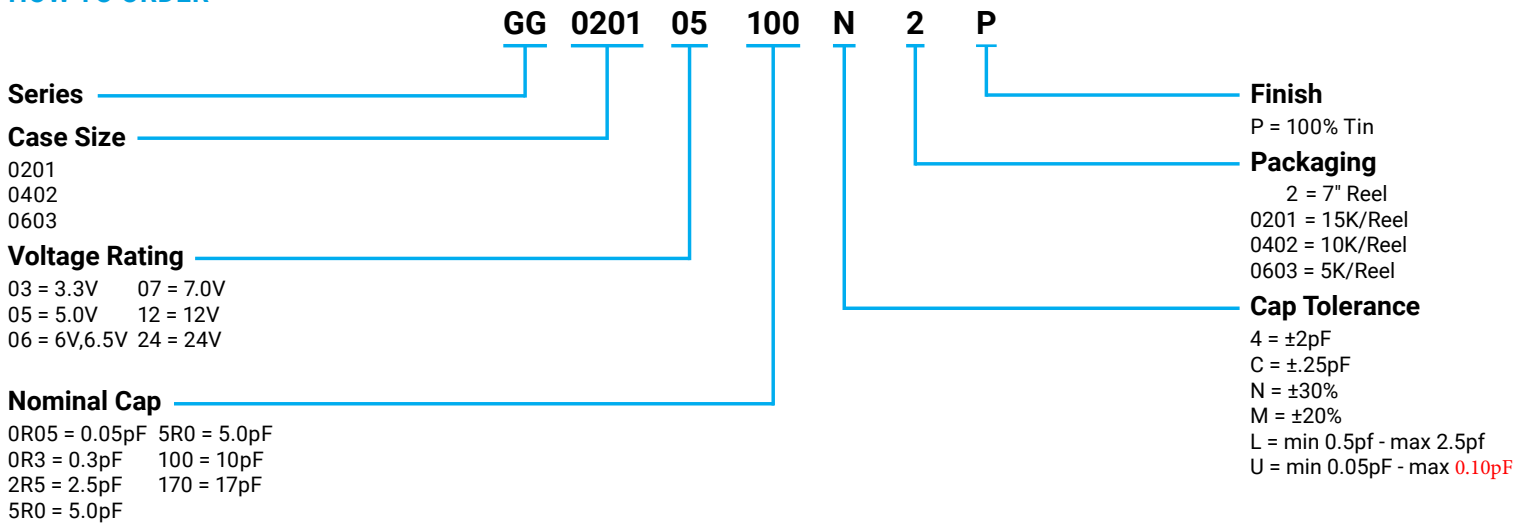 HOW TO ORDER
GG 0201 05 100 N 2 P
Series
Case Size
0201
0402
0603
Voltage Rating
03 = 3.3V 07 = 7.0V
05 = 5.0V 12 = 12V
06 = 6V,6.5V 24 = 24V
Nominal Cap
0R05 = 0.05pF 5R0 = 5.0pF
0R3 = 0.3pF 100 = 10pF
2R5 = 2.5pF 170 = 17pF
5R0 = 5.0pF
Finish
P = 100% Tin
Packaging
2 = 7" Reel
0201 = 15K/Reel
0402 = 10K/Reel
0603 = 5K/Reel
Cap Tolerance
4 = ±2pF
C = ±.25pF
N = ±30%
M = ±20%
L = min 0.5pf - max 2.5pf
U = min 0.05pF - max 0.10pF